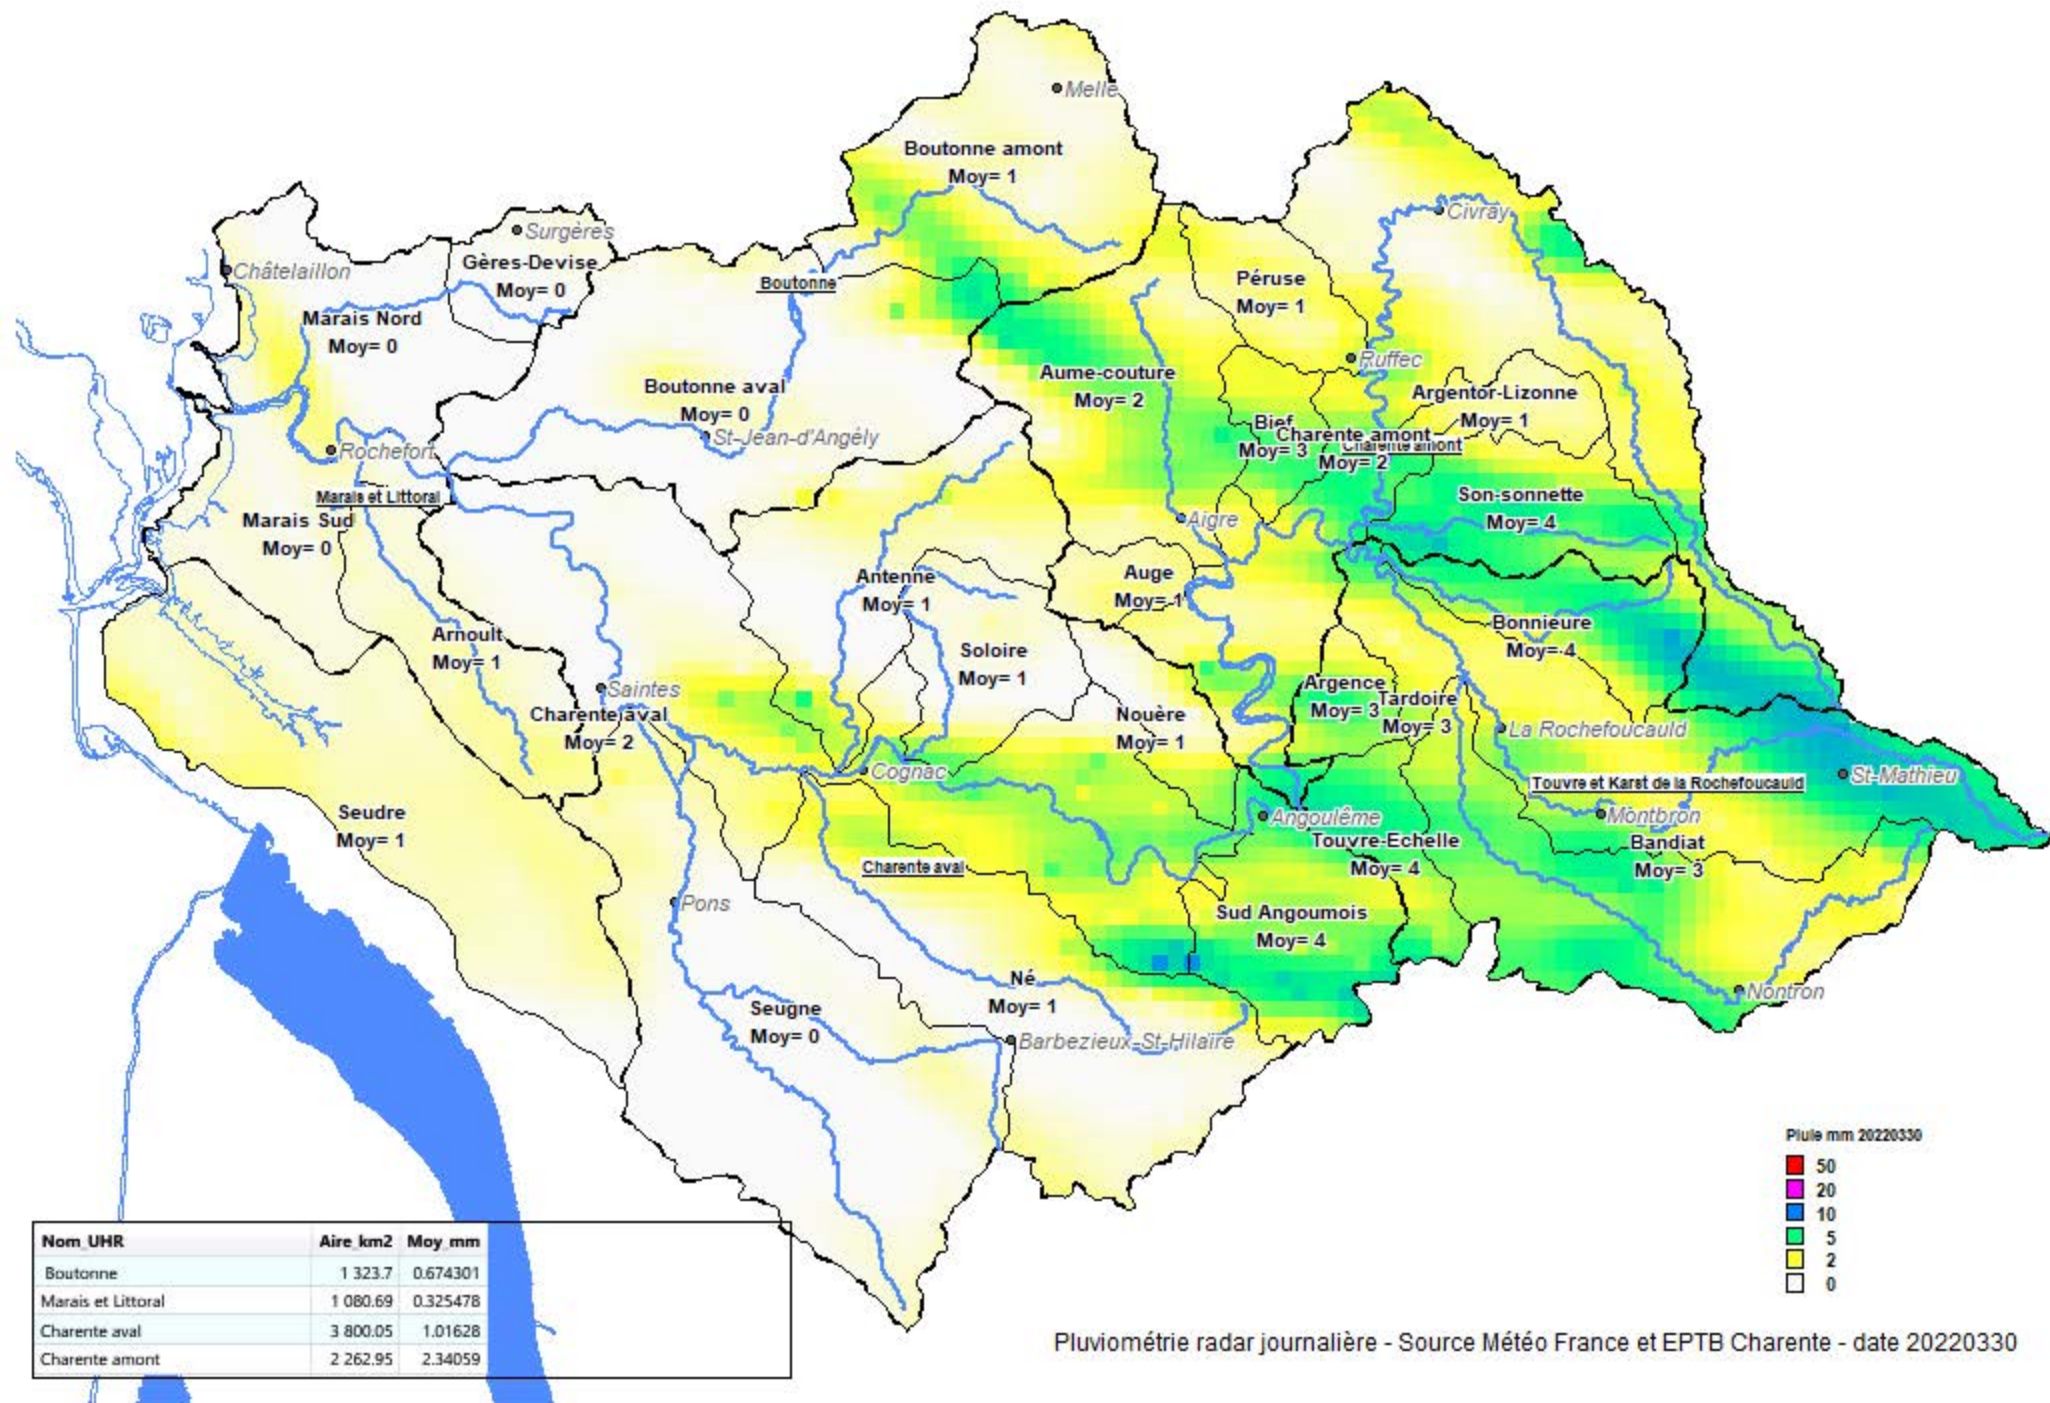 Melle
Boutonne amont
Moy= 1
Civray
Surgères
Châtelaillon
Gères-Devise
Moy= 0
Boutonne
Péruse
Moy= 1
Marais Nord
Moy= 0
Ruffec
Aume-couture
Moy= 2
Boutonne aval
Moy= 0
Argentor-Lizonne
Moy= 1
St-Jean-d'Angély
Bief
Moy= 3
Charente amont
Moy= 2
Charente amont
Rochefort
Marais et Littoral
Son-sonnette
Moy= 4
Marais Sud
Moy= 0
Aigre
Antenne
Moy= 1
Auge
Moy= 1
Bonnieure
Moy= 4
Arnoult
Moy= 1
Soloire
Moy= 1
Saintes
Argence
Moy= 3
Tardoire
Moy= 3
Charente aval
Moy= 2
Nouère
Moy= 1
La Rochefoucauld
Cognac
St-Mathieu
Touvre et Karst de la Rochefoucauld
Seudre
Moy= 1
Angoulême
Montbron
Touvre-Echelle
Moy= 4
Bandiat
Moy= 3
Charente aval
Pons
Sud Angoumois
Moy= 4
Né
Moy= 1
Nontron
Seugne
Moy= 0
Barbezieux-St-Hilaire
Pluie mm 20220330
50
20
10
5
2
0
Nom_UHR Aire_km2 Moy_mm
Boutonne 1 323.7 0.674301
Marais et Littoral 1 080.69 0.325478
Charente aval 3 800.05 1.01628
Charente amont 2 262.95 2.34059
Pluviométrie radar journalière - Source Météo France et EPTB Charente - date 20220330